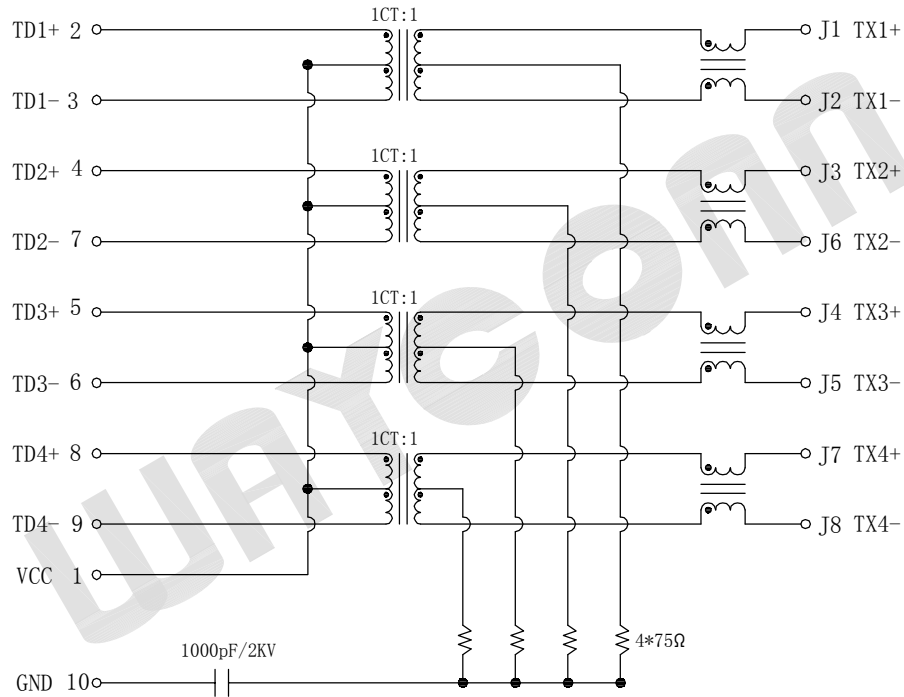 1CT:1
TD1+ 2
J1 TX1+
TD1- 3
J2 TX1-
1CT:1
TD2+ 4
J3 TX2+
TD2- 7
J6 TX2-
1CT:1
TD3+ 5
J4 TX3+
TD3- 6
J5 TX3-
1CT:1
TD4+ 8
J7 TX4+
TD4- 9
J8 TX4-
VCC 1
4*75Ω
1000pF/2KV
GND 10
WAYCONN